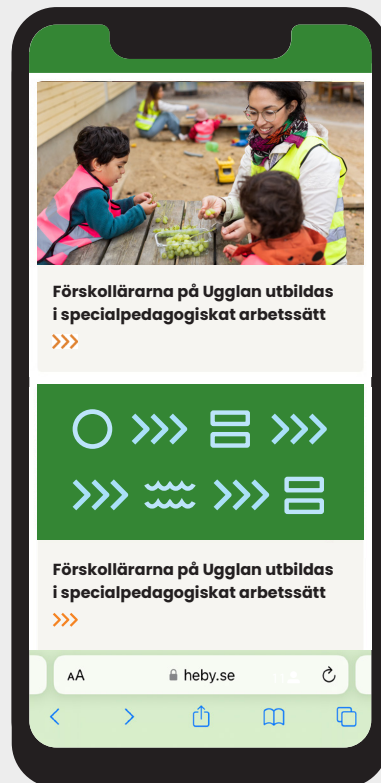 Förskollärarna på Ugglan utbildas
i specialpedagogiskat arbetssätt
Förskollärarna på Ugglan utbildas
i specialpedagogiskat arbetssätt
AA
heby.se